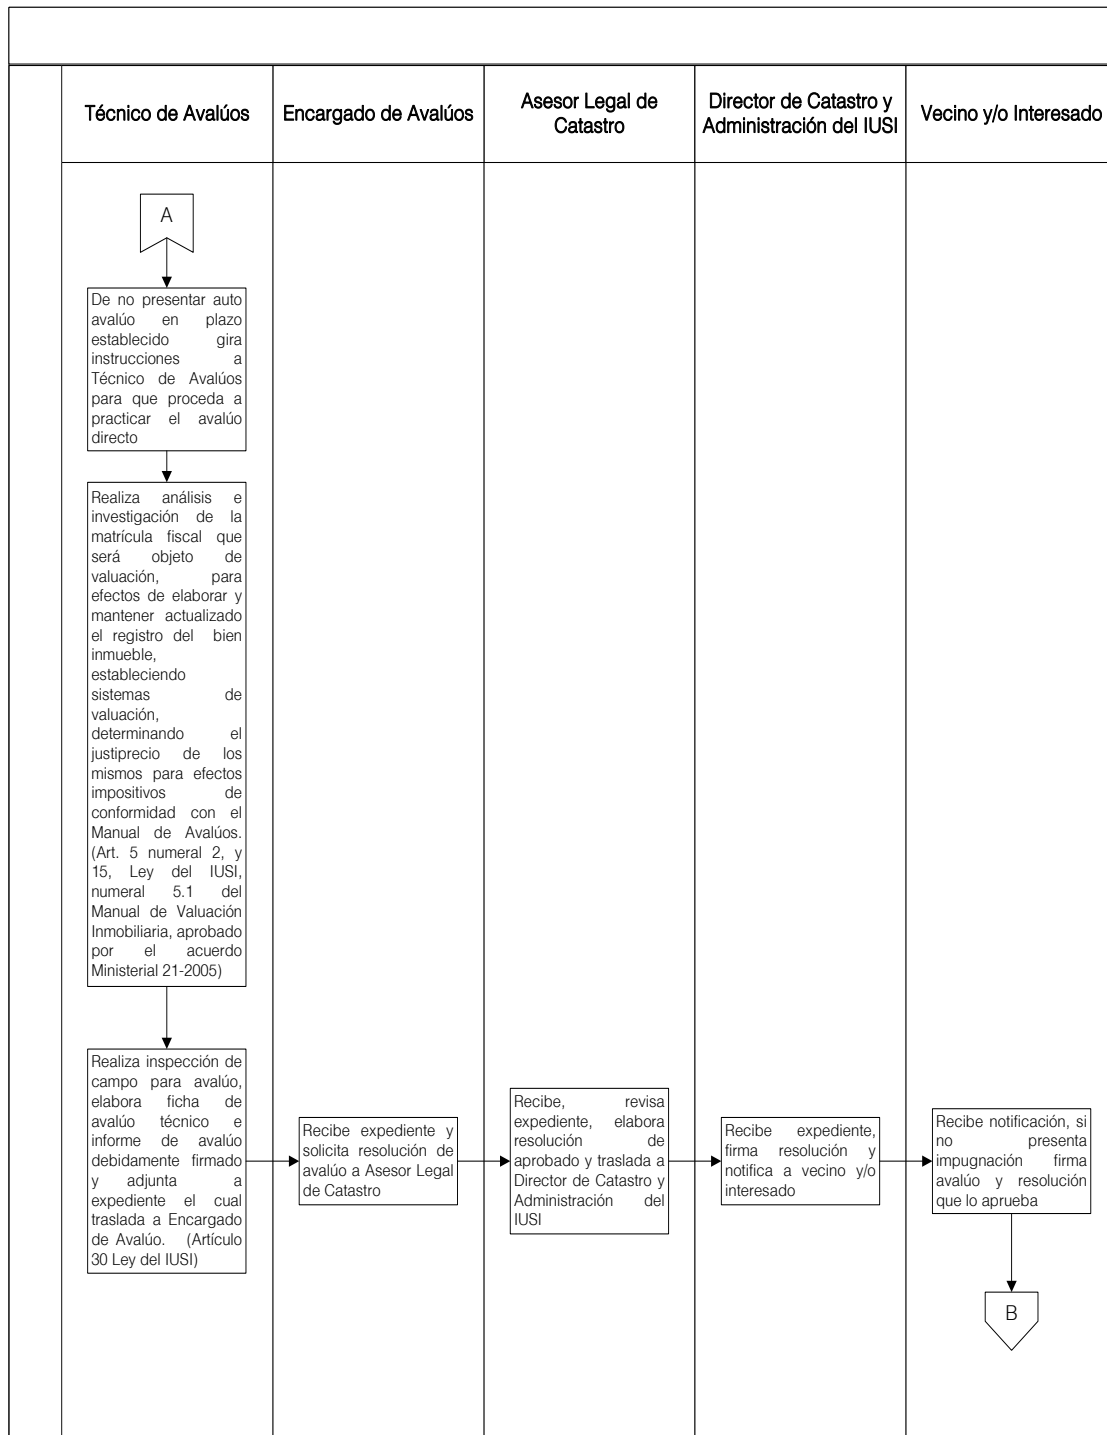 Técnico de Avalúos
Encargado de Avalúos
Asesor Legal de
Catastro
Director de Catastro y
Administración del IUSI
Vecino y/o Interesado
A
De no presentar auto
avalúo en plazo
establecido gira
instrucciones a
Técnico de Avalúos
para que proceda a
practicar el avalúo
directo
Realiza análisis e
investigación de la
matrícula fiscal que
será objeto de
valuación, para
efectos de elaborar y
mantener actualizado
el registro del bien
inmueble,
estableciendo
sistemas de
valuación,
determinando el
justiprecio de los
mismos para efectos
impositivos de
conformidad con el
Manual de Avalúos.
(Art. 5 numeral 2, y
15, Ley del IUSI,
numeral 5.1 del
Manual de Valuación
Inmobiliaria, aprobado
por el acuerdo
Ministerial 21-2005)
Realiza inspección de
campo para avalúo,
elabora ficha de
avalúo técnico e
informe de avalúo
debidamente firmado
y adjunta a
expediente el cual
traslada a Encargado
de Avalúo. (Artículo
30 Ley del IUSI)
Recibe expediente y
solicita resolución de
avalúo a Asesor Legal
de Catastro
Recibe, revisa
expediente, elabora
resolución de
aprobado y traslada a
Director de Catastro y
Administración del
IUSI
Recibe expediente,
firma resolución y
notifica a vecino y/o
interesado
Recibe notificación, si
no presenta
impugnación firma
avalúo y resolución
que lo aprueba
B